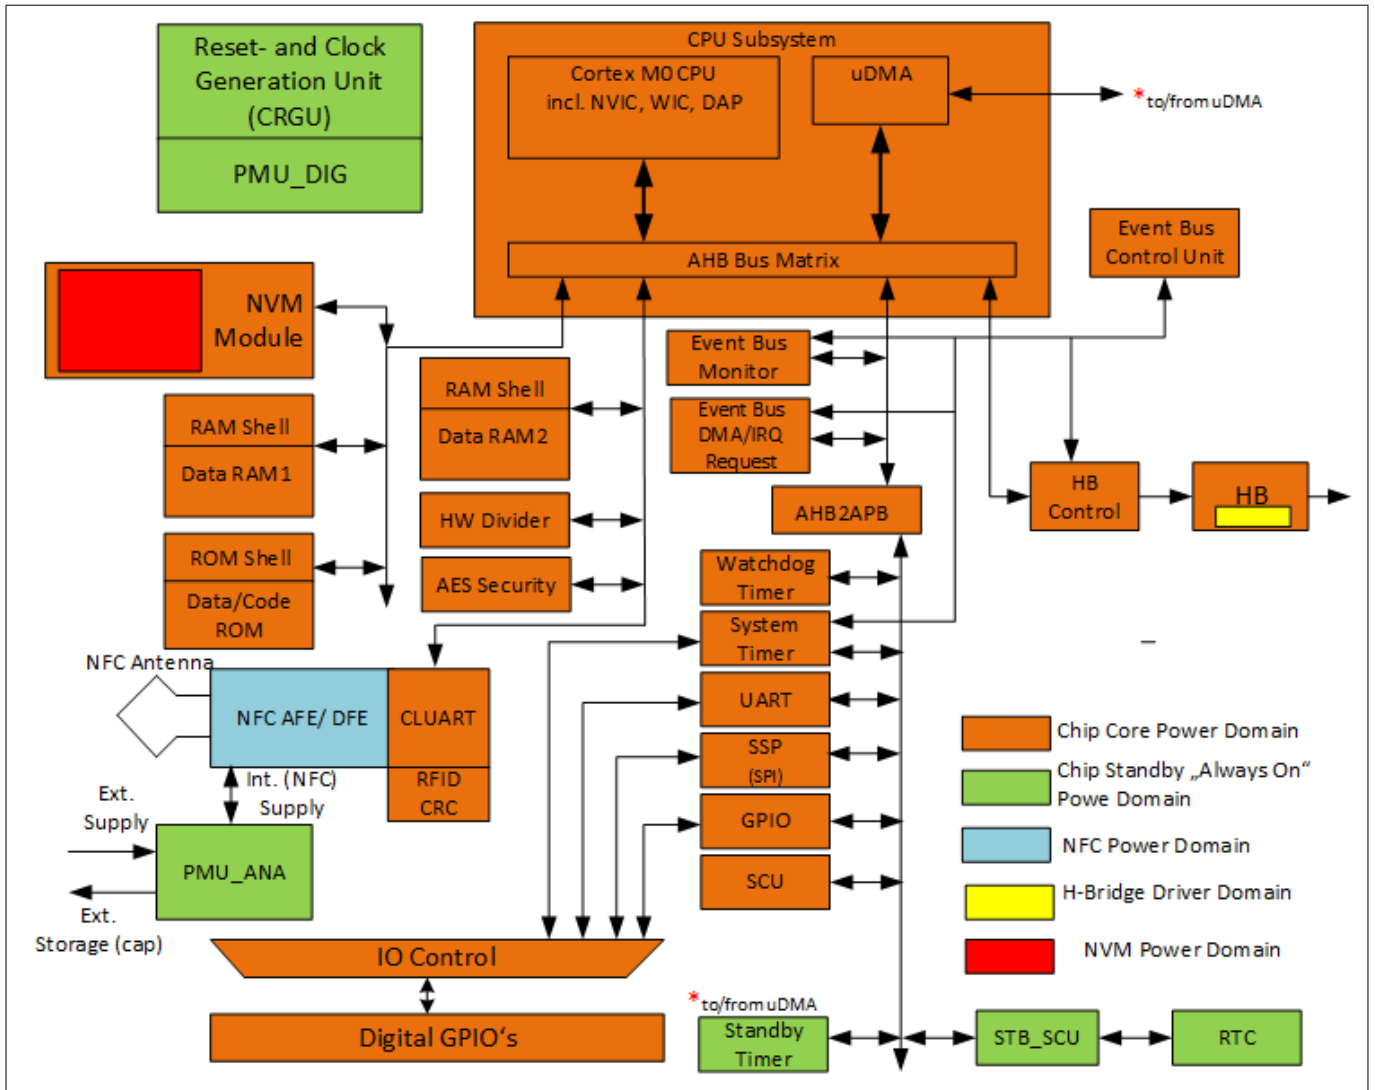 Reset- and Clock
Generation Unit
(CRGU)
PMU_DIG
CPU Subsystem
Cortex M0 CPU
incl. NVIC, WIC, DAP
uDMA
*to/from uDMA
AHB Bus Matrix
Event Bus
Control Unit
NVM
Module
RAM Shell
Data RAM1
ROM Shell
Data/Code
ROM
RAM Shell
Data RAM2
HW Divider
AES Security
Event Bus
Monitor
Event Bus
DMA/IRQ
Request
AHB2APB
HB
Control
HB
Watchdog
Timer
System
Timer
UART
SSP
(SPI)
GPIO
SCU
NFC Antenna
NFC AFE/ DFE
CLUART
RFID
CRC
Int. (NFC)
Supply
Ext.
Supply
PMU_ANA
Ext.
Storage (cap)
IO Control
Digital GPIO‘s
*to/from uDMA
Standby
Timer
STB_SCU
RTC
Chip Core Power Domain
Chip Standby „Always On“
Powe Domain
NFC Power Domain
H-Bridge Driver Domain
NVM Power Domain